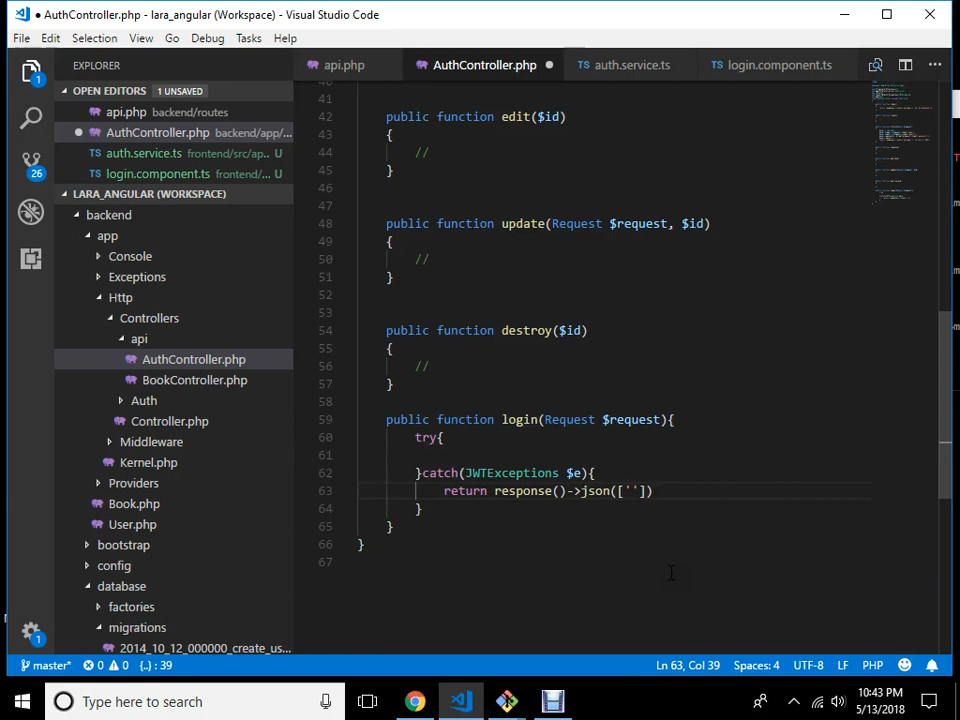 ● AuthController.php - lara_angular (Workspace) - Visual Studio Code
File Edit Selection View Go Debug Tasks Help
EXPLORER
api.php
AuthController.php
TS auth.service.ts
TS login.component.ts
OPEN EDITORS 1 UNSAVED
api.php backend/routes
AuthController.php backend/app/...
TS auth.service.ts frontend/src/ap.. U
TS login.component.ts frontend/... U
LARA_ANGULAR (WORKSPACE)
backend
app
Console
Exceptions
Http
Controllers
api
AuthController.php
BookController.php
Auth
Controller.php
Middleware
Kernel.php
Providers
Book.php
User.php
bootstrap
config
database
factories
migrations
2014_10_12_000000_create_us...
1
26
1
41
42 public function edit($id)
43 {
44 //
45 }
46
47
48 public function update(Request $request, $id)
49 {
50 //
51 }
52
53
54 public function destroy($id)
55 {
56 //
57 }
58
59 public function login(Request $request){
60 try{
61
62 }catch(JWTExceptions $e){
63 return response()->json([''])
64 }
65 }
66 }
67
master* 0 0 {..} : 39
Ln 63, Col 39 Spaces: 4 UTF-8 LF PHP
Type here to search
10:43 PM
5/13/2018